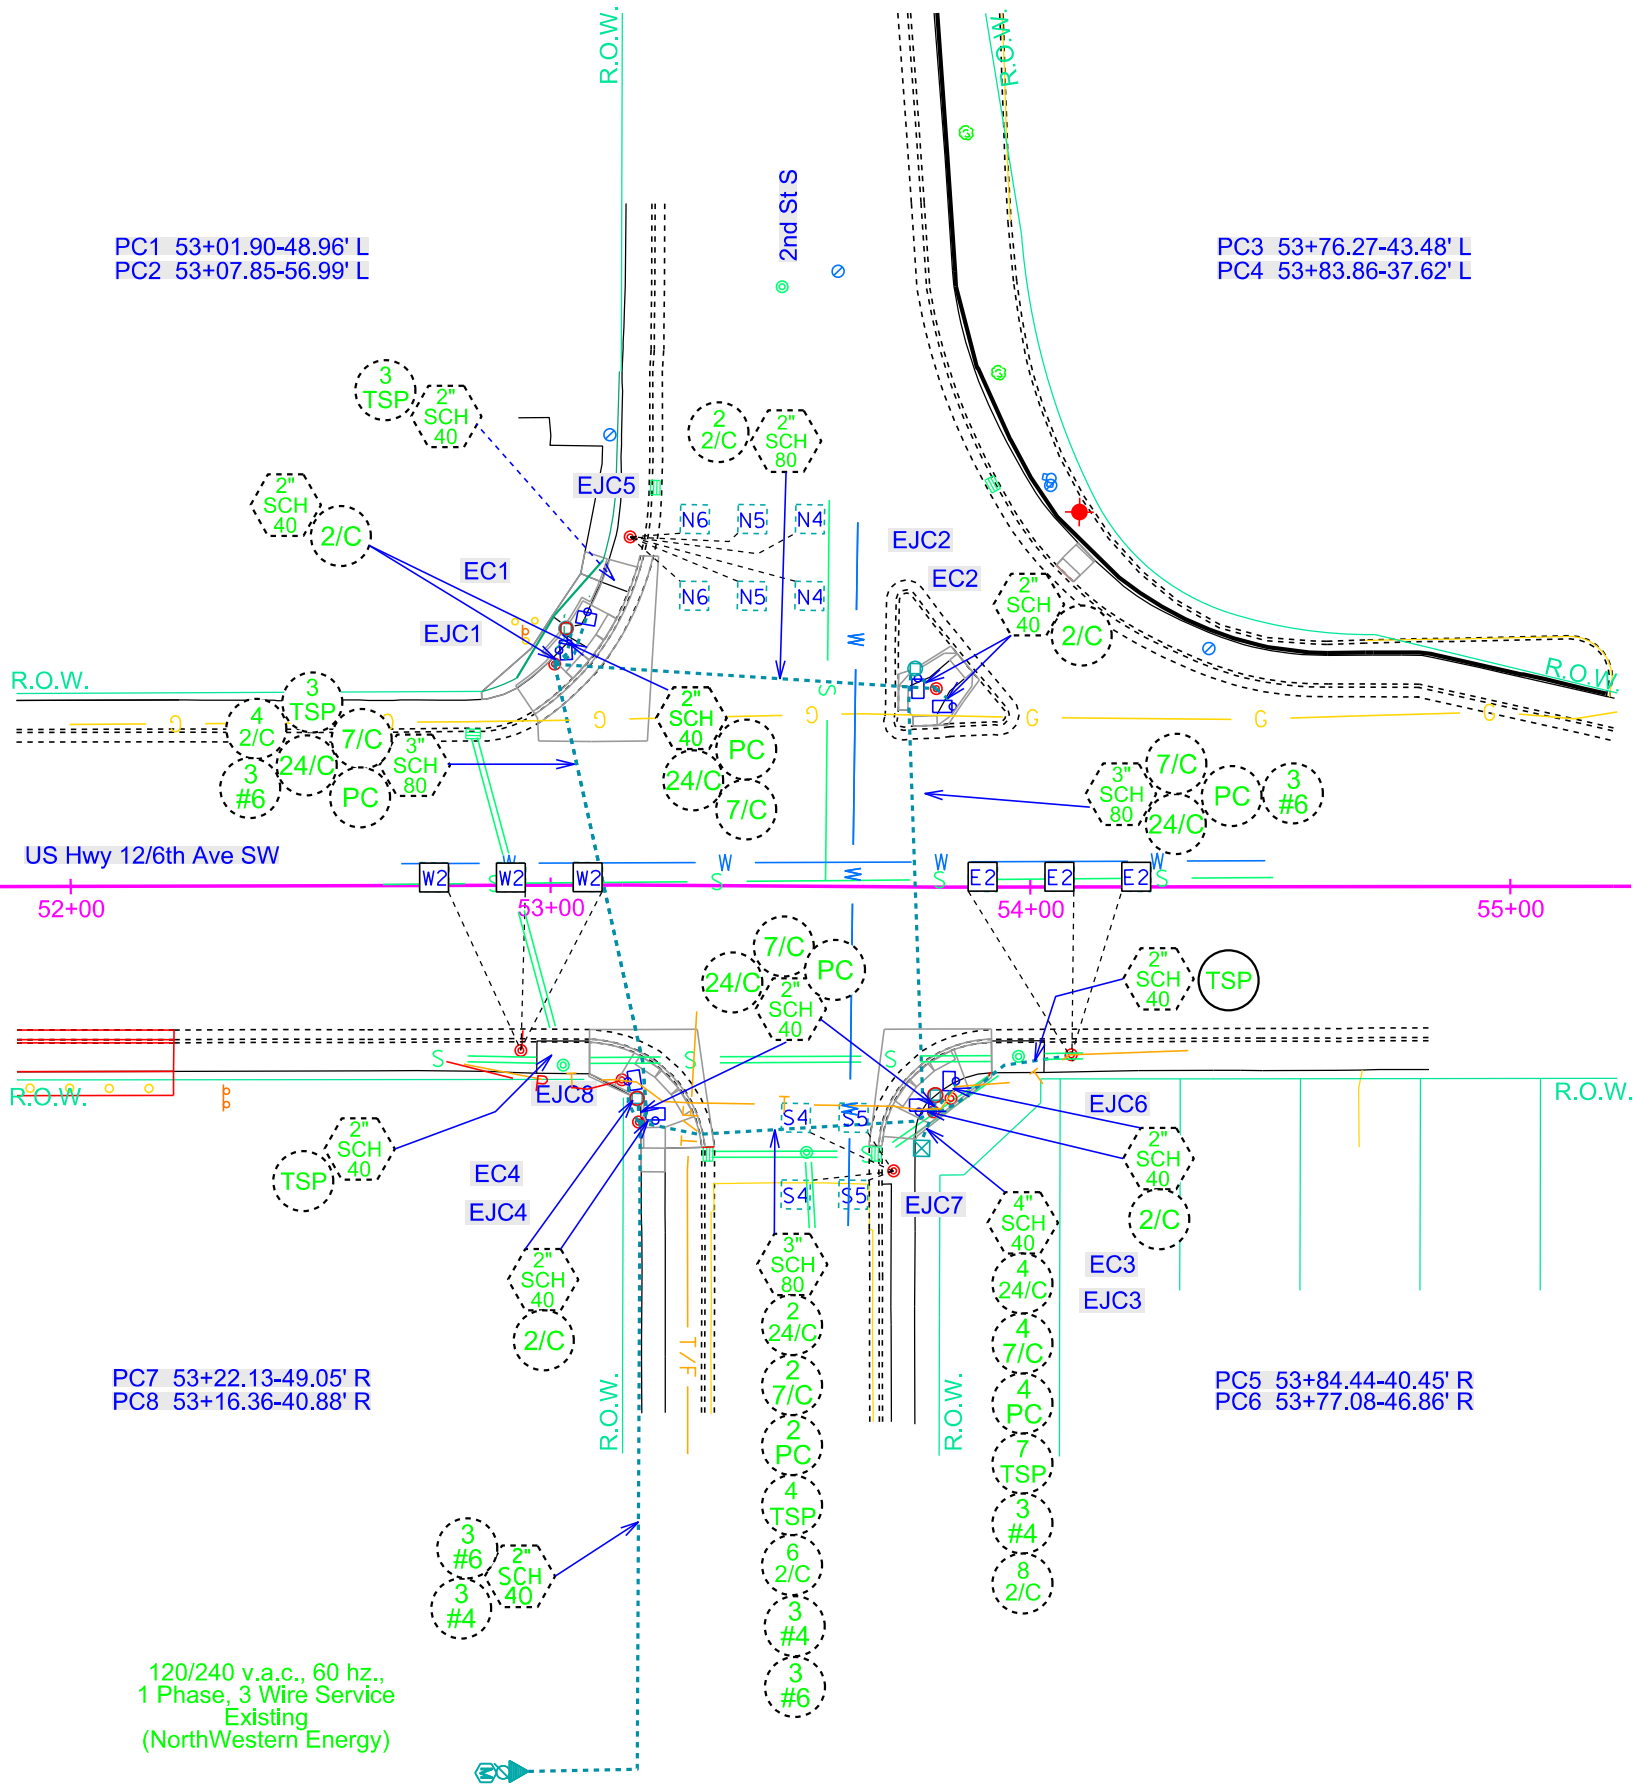 R.O.W.
R.O.W.
2nd St S
PC1 53+01.90-48.96' L
PC2 53+07.85-56.99' L
PC3 53+76.27-43.48' L
PC4 53+83.86-37.62' L
3
TSP
2"
SCH
40
2
2/C
2"
SCH
80
2"
SCH
40
2/C
EJC5
N6
N5
N4
EJC2
EC1
EC2
N6
N5
N4
2"
SCH
40
2/C
EJC1
W
R.O.W.
R.O.W.
3
TSP
4
2/C
7/C
24/C
3"
SCH
80
3
#6
PC
G
G
G
G
G
G
G
S
2"
SCH
40
PC
24/C
7/C
3"
SCH
80
7/C
PC
3
#6
24/C
US Hwy 12/6th Ave SW
W
W
W
W
W
W2
W2
W2
E2
E2
E2
S
S
S
S
52+00
53+00
54+00
55+00
7/C
24/C
PC
2"
SCH
40
2"
SCH
40
TSP
S
S
S
P
T
R.O.W.
R.O.W.
EJC8
EJC6
T
W
S4
S5
S
T
2"
SCH
40
TSP
EC4
EJC4
S4
S5
EJC7
2"
SCH
40
2/C
4"
SCH
40
4
24/C
4
7/C
4
PC
7
TSP
3
#4
8
2/C
EC3
EJC3
2"
SCH
40
2/C
3"
SCH
80
2
24/C
2
7/C
2
PC
4
TSP
6
2/C
3
#4
3
#6
T/F
PC7 53+22.13-49.05' R
PC8 53+16.36-40.88' R
PC5 53+84.44-40.45' R
PC6 53+77.08-46.86' R
R.O.W.
R.O.W.
3
#6
2"
SCH
40
3
#4
120/240 v.a.c., 60 hz.,
1 Phase, 3 Wire Service
Existing
(NorthWestern Energy)
M